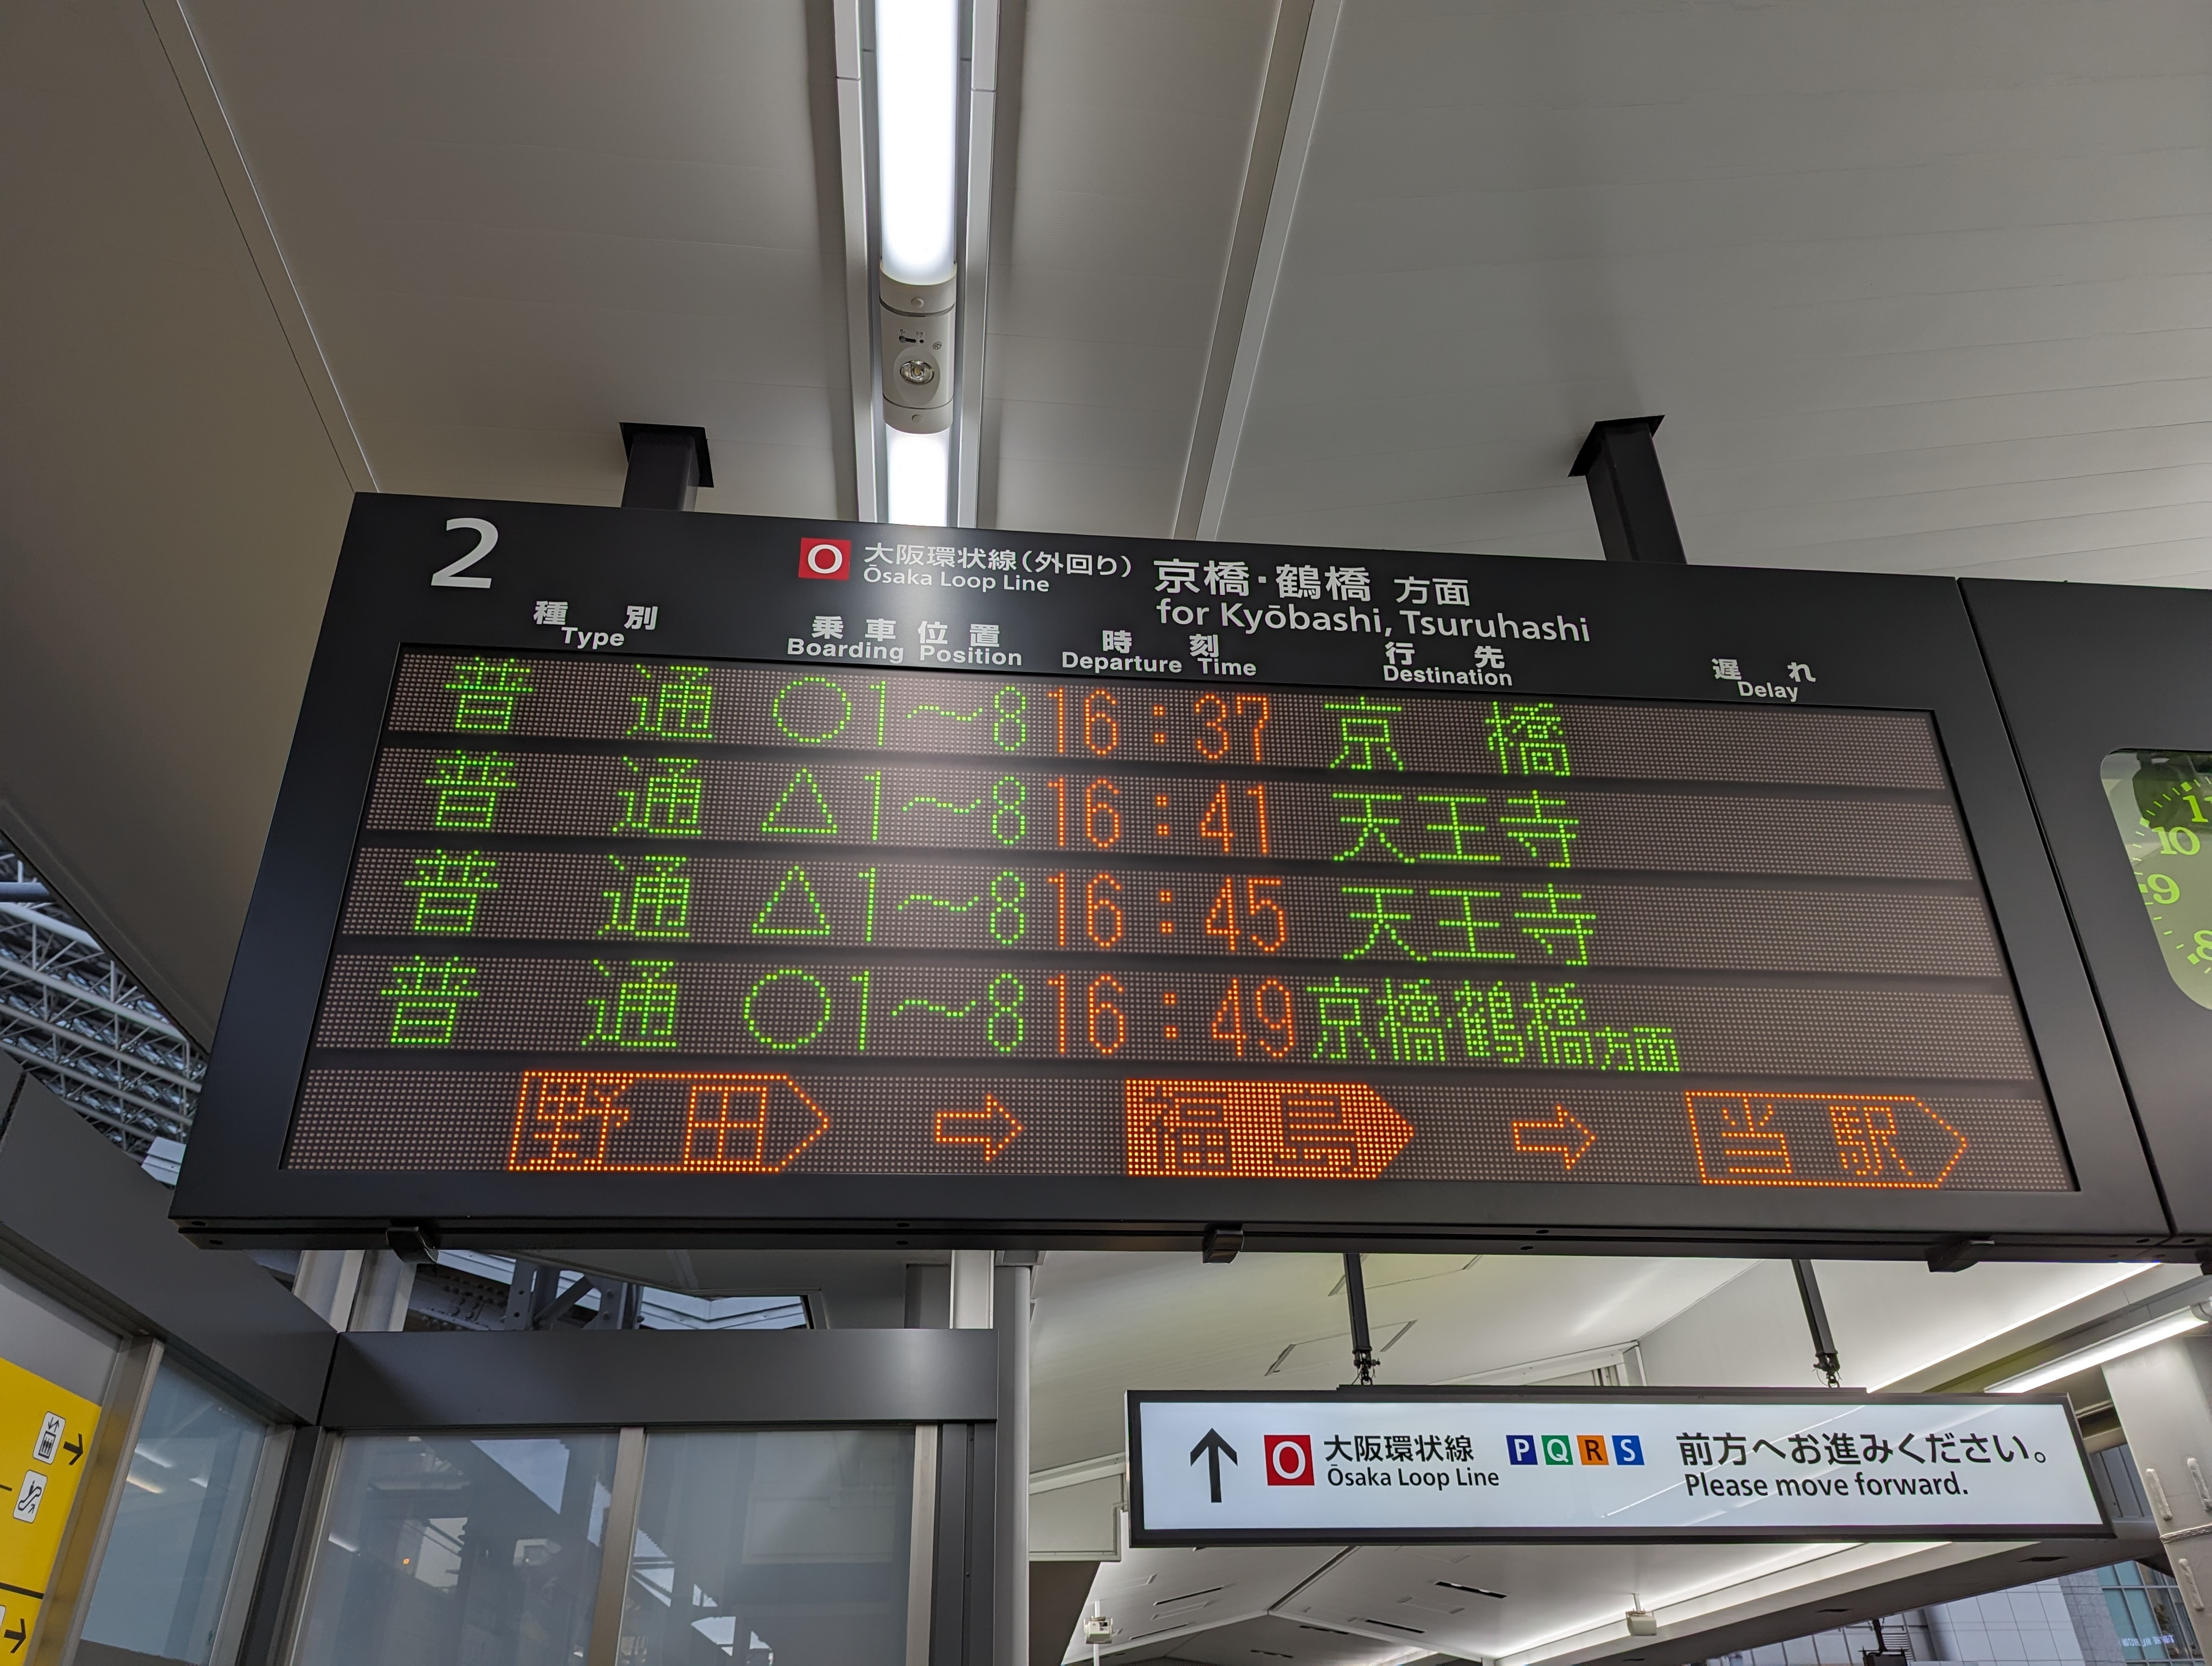 2
O 大阪環状線(外回り) 京橋・鶴橋 方面
Ōsaka Loop Line for Kyōbashi, Tsuruhashi
種別 乗車位置 時刻 行先 遅れ
Type Boarding Position Departure Time Destination Delay
普通 ○1~8 16:37 京橋
普通 △1~8 16:41 天王寺
普通 △1~8 16:45 天王寺
普通 ○1~8 16:49 京橋・鶴橋方面
野田 ⇨ 福島 ⇨ 当駅
10
9
8
↑ O 大阪環状線 P Q R S 前方へお進みください。
Ōsaka Loop Line Please move forward.